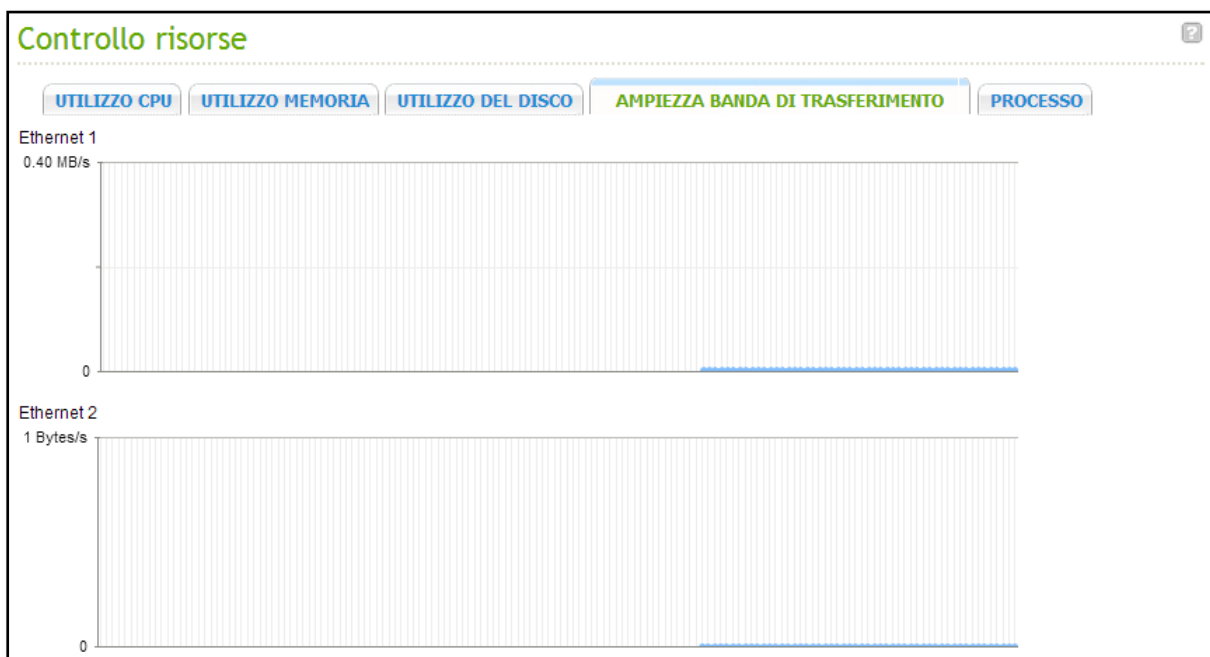 Controllo risorse
?
UTILIZZO CPU UTILIZZO MEMORIA UTILIZZO DEL DISCO AMPIEZZA BANDA DI TRASFERIMENTO PROCESSO
Ethernet 1
0.40 MB/s
0
Ethernet 2
1 Bytes/s
0